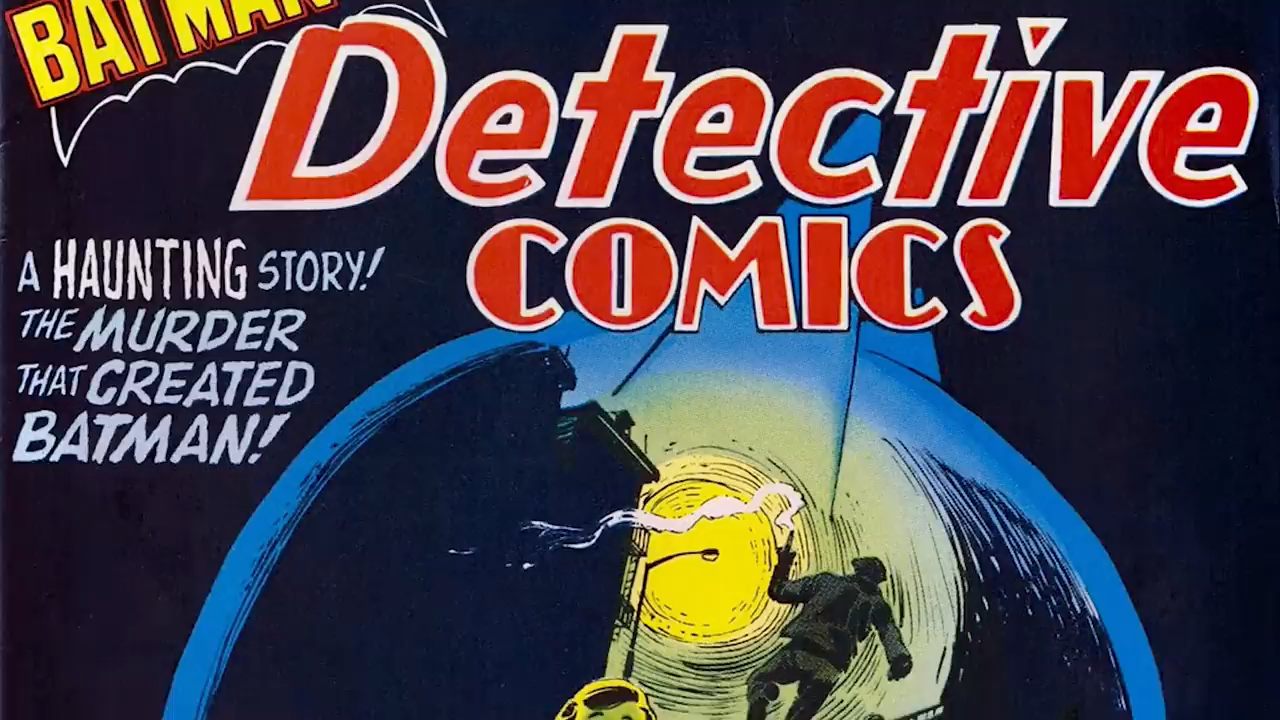 BATMAN
Detective
COMICS
A HAUNTING STORY!
THE MURDER
THAT CREATED
BATMAN!